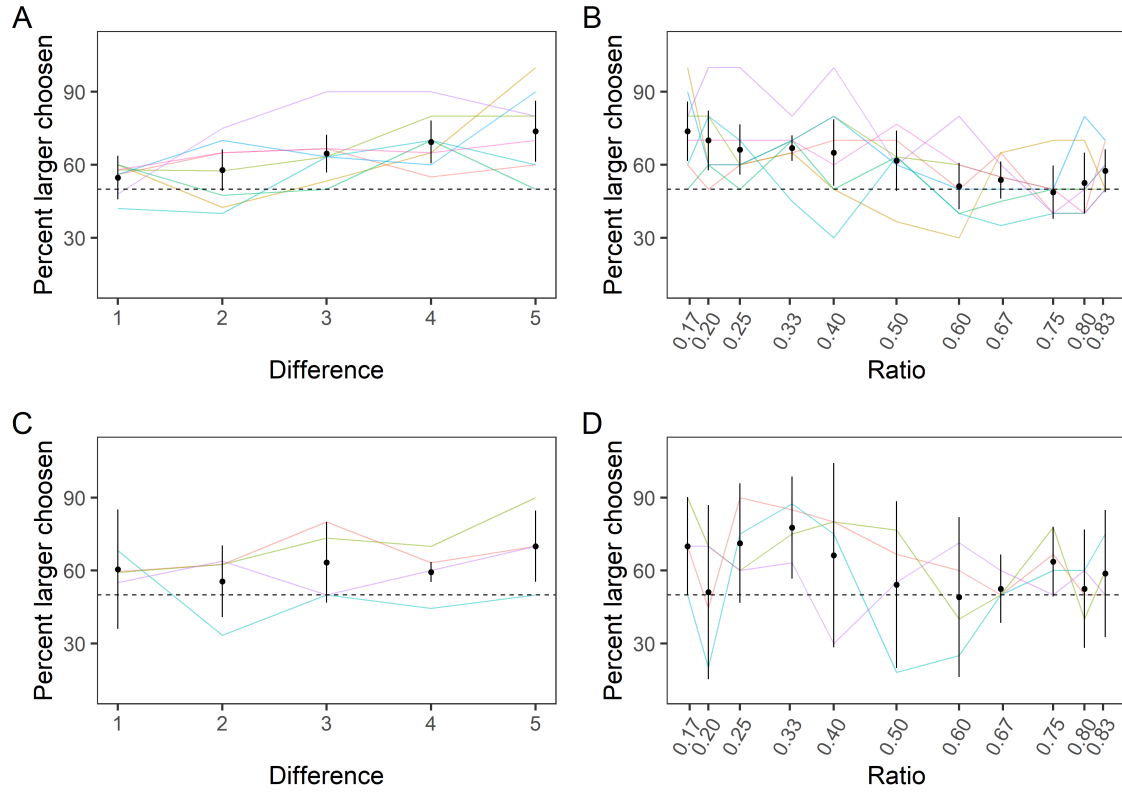 A
Percent larger choosen
90
60
30
1 2 3 4 5
Difference
B
Percent larger choosen
90
60
30
0.17 0.20 0.25 0.33 0.40 0.50 0.60 0.67 0.75 0.80 0.83
Ratio
C
Percent larger choosen
90
60
30
1 2 3 4 5
Difference
D
Percent larger choosen
90
60
30
0.17 0.20 0.25 0.33 0.40 0.50 0.60 0.67 0.75 0.80 0.83
Ratio